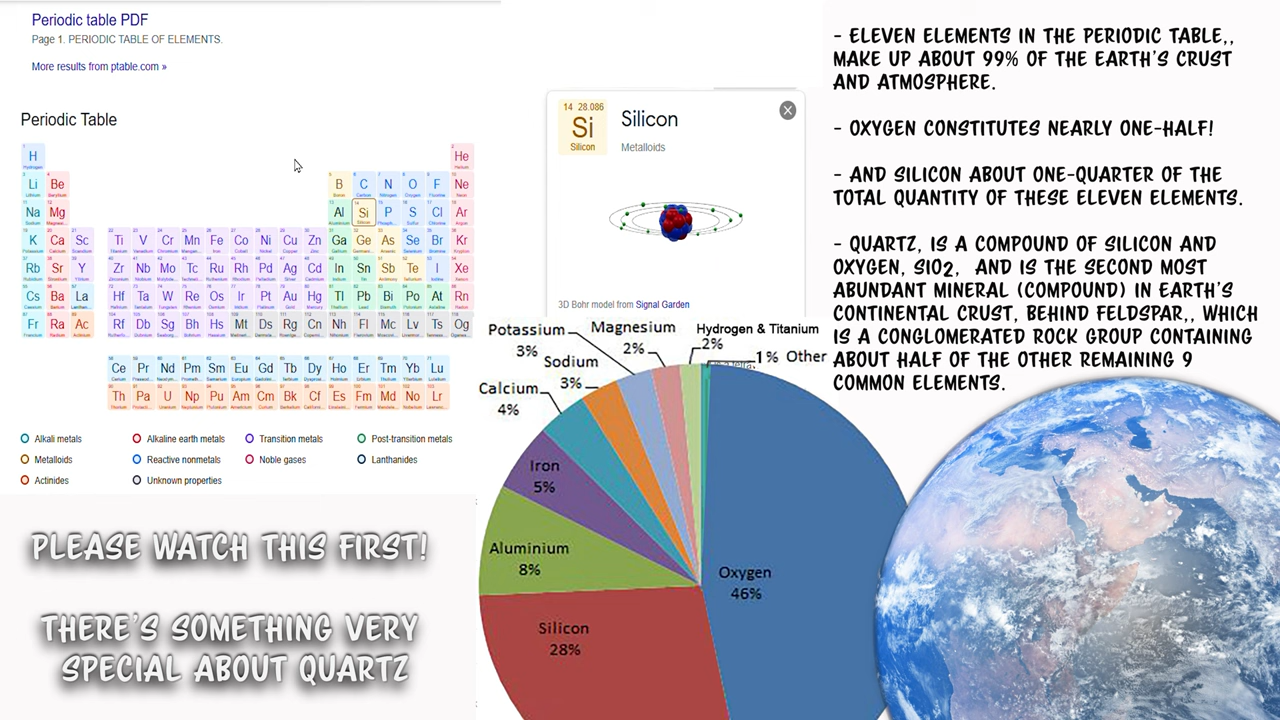 Periodic table PDF
Page 1. PERIODIC TABLE OF ELEMENTS.
More results from ptable.com »
Periodic Table
H He
Li Be B C N O F Ne
Na Mg Al Si P S Cl Ar
K Ca Sc Ti V Cr Mn Fe Co Ni Cu Zn Ga Ge As Se Br Kr
Rb Sr Y Zr Nb Mo Tc Ru Rh Pd Ag Cd In Sn Sb Te I Xe
Cs Ba La Hf Ta W Re Os Ir Pt Au Hg Tl Pb Bi Po At Rn
Fr Ra Ac Rf Db Sg Bh Hs Mt Ds Rg Cn Nh Fl Mc Lv Ts Og
Ce Pr Nd Pm Sm Eu Gd Tb Dy Ho Er Tm Yb Lu
Th Pa U Np Pu Am Cm Bk Cf Es Fm Md No Lr
Alkali metals Alkaline earth metals Transition metals Post-transition metals
Metalloids Reactive nonmetals Noble gases Lanthanides
Actinides Unknown properties
PLEASE WATCH THIS FIRST!
THERE'S SOMETHING VERY
SPECIAL ABOUT QUARTZ
14 28.086
Si
Silicon
Silicon
Metalloids
3D Bohr model from Signal Garden
Potassium
3%
Magnesium
2%
Hydrogen & Titanium
2%
1% Other
Sodium
3%
Calcium
4%
Iron
5%
Aluminium
8%
Oxygen
46%
Silicon
28%
- ELEVEN ELEMENTS IN THE PERIODIC TABLE,,
MAKE UP ABOUT 99% OF THE EARTH'S CRUST
AND ATMOSPHERE.
- OXYGEN CONSTITUTES NEARLY ONE-HALF!
- AND SILICON ABOUT ONE-QUARTER OF THE
TOTAL QUANTITY OF THESE ELEVEN ELEMENTS.
- QUARTZ, IS A COMPOUND OF SILICON AND
OXYGEN, SIO2, AND IS THE SECOND MOST
ABUNDANT MINERAL (COMPOUND) IN EARTH'S
CONTINENTAL CRUST, BEHIND FELDSPAR,, WHICH
IS A CONGLOMERATED ROCK GROUP CONTAINING
ABOUT HALF OF THE OTHER REMAINING 9
COMMON ELEMENTS.